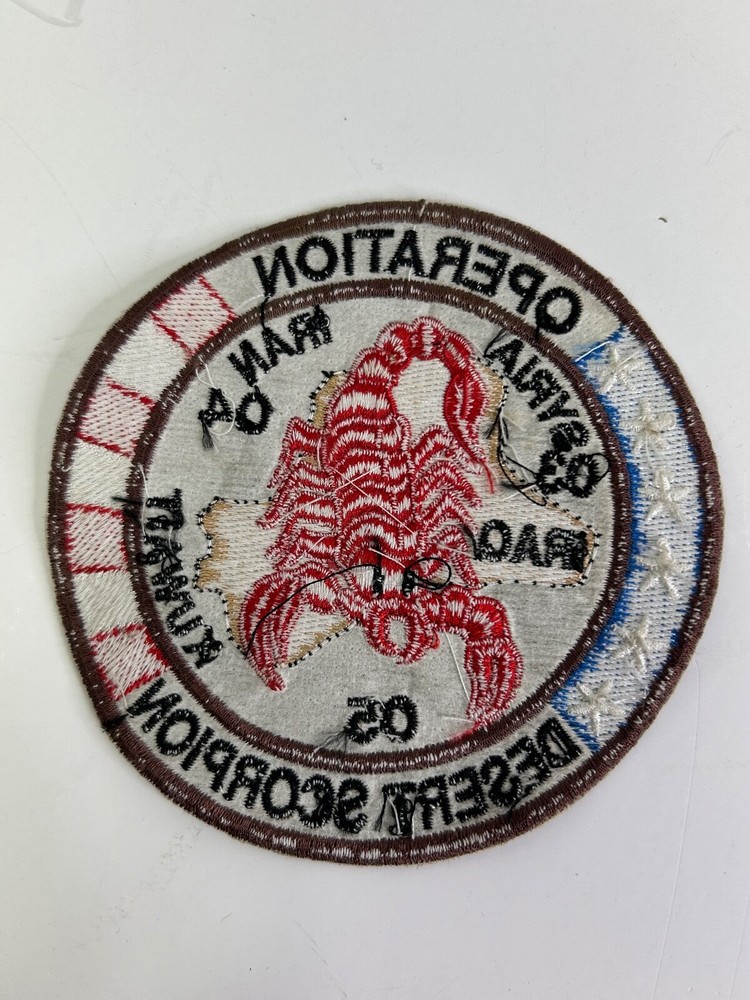 OPERATION
SYRIA
03
IRAN
04
IRAQ
KUWAIT
05
DESERT SCORPION